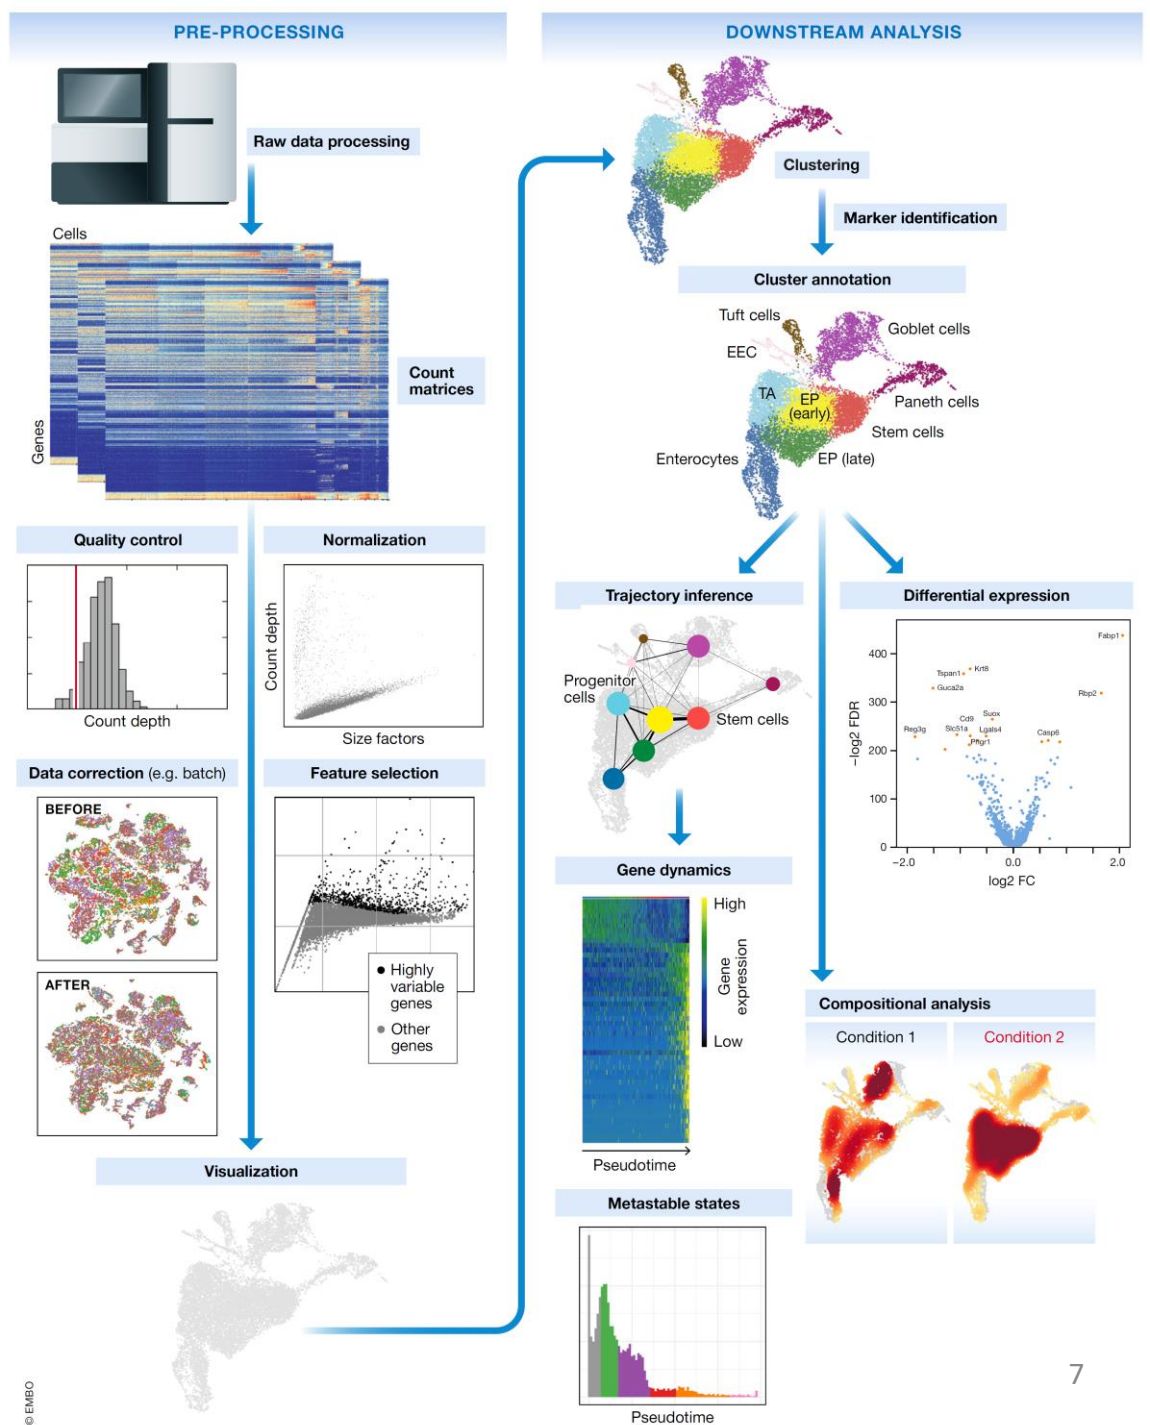 PRE-PROCESSING
Raw data processing
Cells
Genes
Count
matrices
Quality control
Count depth
Normalization
Count depth
Size factors
Data correction (e.g. batch)
BEFORE
AFTER
Feature selection
Highly
variable
genes
Other
genes
Visualization
© EMBO
DOWNSTREAM ANALYSIS
Clustering
Marker identification
Cluster annotation
Tuft cells
Goblet cells
EEC
TA
EP
(early)
Paneth cells
Stem cells
Enterocytes
EP (late)
Trajectory inference
Progenitor
cells
Stem cells
Gene dynamics
High
Gene
expression
Low
Pseudotime
Metastable states
Pseudotime
Differential expression
Fabp1
400
Krt8
Tspan1
Guca2a
300
Rbp2
Suox
Cd9
Reg3g
Slc51a
Lgals4
Casp6
Pflgr1
200
100
0
−log2 FDR
−2.0
0.0
2.0
log2 FC
Compositional analysis
Condition 1
Condition 2
7